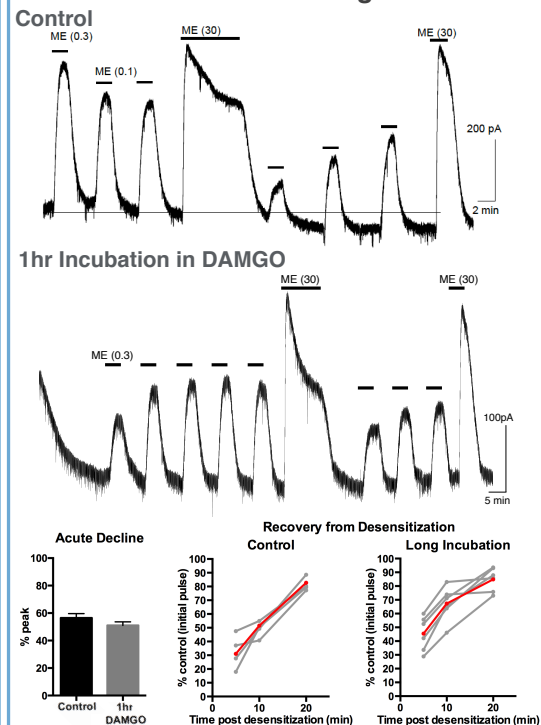 Control
ME (0.3)
ME (0.1)
ME (30)
ME (30)
200 pA
2 min
1hr Incubation in DAMGO
ME (30)
ME (30)
ME (0.3)
100pA
5 min
Recovery from Desensitization
Acute Decline
Control
Long Incubation
% peak
100
80
60
40
20
0
Control
1hr
DAMGO
% control (initial pulse)
100
90
80
70
60
50
40
30
20
10
0
0
10
20
Time post desensitization (min)
% control (initial pulse)
100
90
80
70
60
50
40
30
20
10
0
0
10
20
Time post desensitization (min)